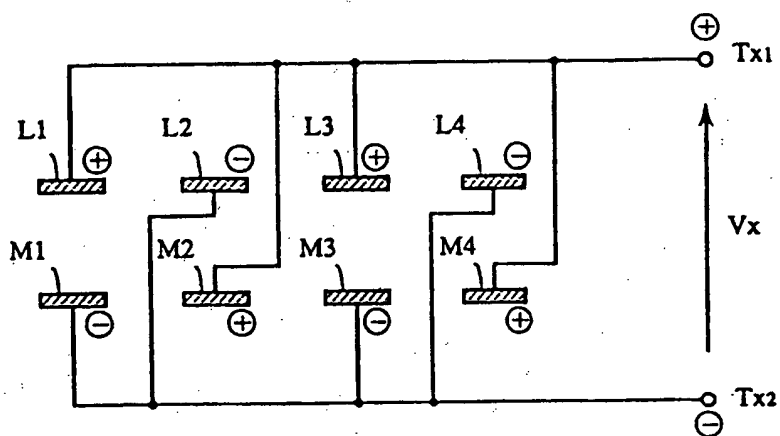 ⊕
Tx1
L1 ⊕ L2 ⊖ L3 ⊕ L4 ⊖
Vx
M1 ⊖ M2 ⊕ M3 ⊖ M4 ⊕
Tx2
⊖